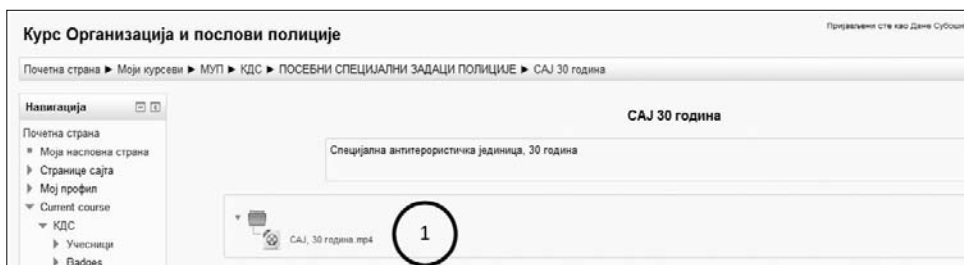 Курс Организација и послови полиције
Пријављени сте као Дане Субошић
Почетна страна ► Моји курсеви ► МУП ► КДС ► ПОСЕБНИ СПЕЦИЈАЛНИ ЗАДАЦИ ПОЛИЦИЈЕ ► САЈ 30 година
Навигација
Почетна страна
Моја насловна страна
Странице сајта
Мој профил
Current course
КДС
Учесници
Badges
САЈ 30 година
Специјална антитерористичка јединица, 30 година
САЈ, 30 година.mp4
1